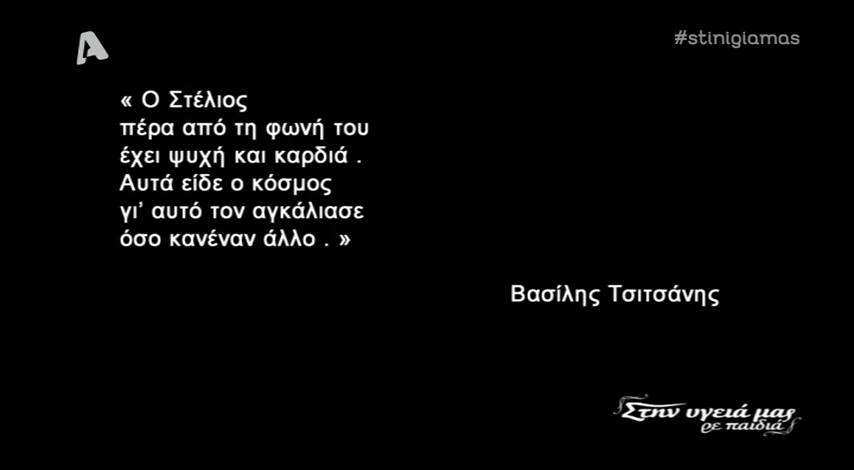 #stinigiamas
« Ο Στέλιος
πέρα από τη φωνή του
έχει ψυχή και καρδιά .
Αυτά είδε ο κόσμος
γι’ αυτό τον αγκάλιασε
όσο κανέναν άλλο . »
Βασίλης Τσιτσάνης
Στην υγειά μας
ρε παιδιά